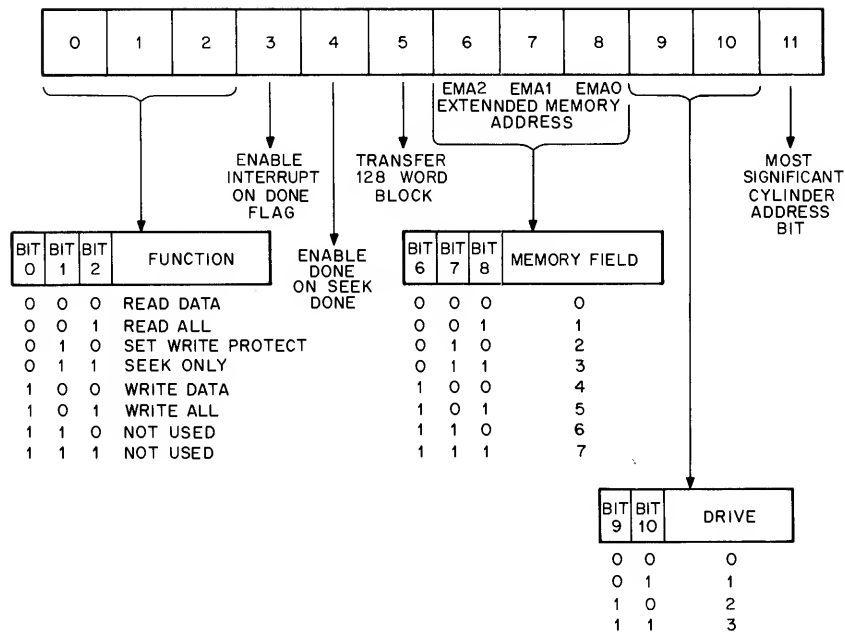 0 1 2 3 4 5 6 7 8 9 10 11
EMA2 EMA1 EMA0
EXTENNDED MEMORY
ADDRESS
ENABLE
INTERRUPT
ON DONE
FLAG
TRANSFER
128 WORD
BLOCK
MOST
SIGNIFICANT
CYLINDER
ADDRESS
BIT
BIT 0 BIT 1 BIT 2 FUNCTION
0 0 0 READ DATA
0 0 1 READ ALL
0 1 0 SET WRITE PROTECT
0 1 1 SEEK ONLY
1 0 0 WRITE DATA
1 0 1 WRITE ALL
1 1 0 NOT USED
1 1 1 NOT USED
ENABLE
DONE
ON SEEK
DONE
BIT 6 BIT 7 BIT 8 MEMORY FIELD
0 0 0 0
0 0 1 1
0 1 0 2
0 1 1 3
1 0 0 4
1 0 1 5
1 1 0 6
1 1 1 7
BIT 9 BIT 10 DRIVE
0 0 0
0 1 1
1 0 2
1 1 3